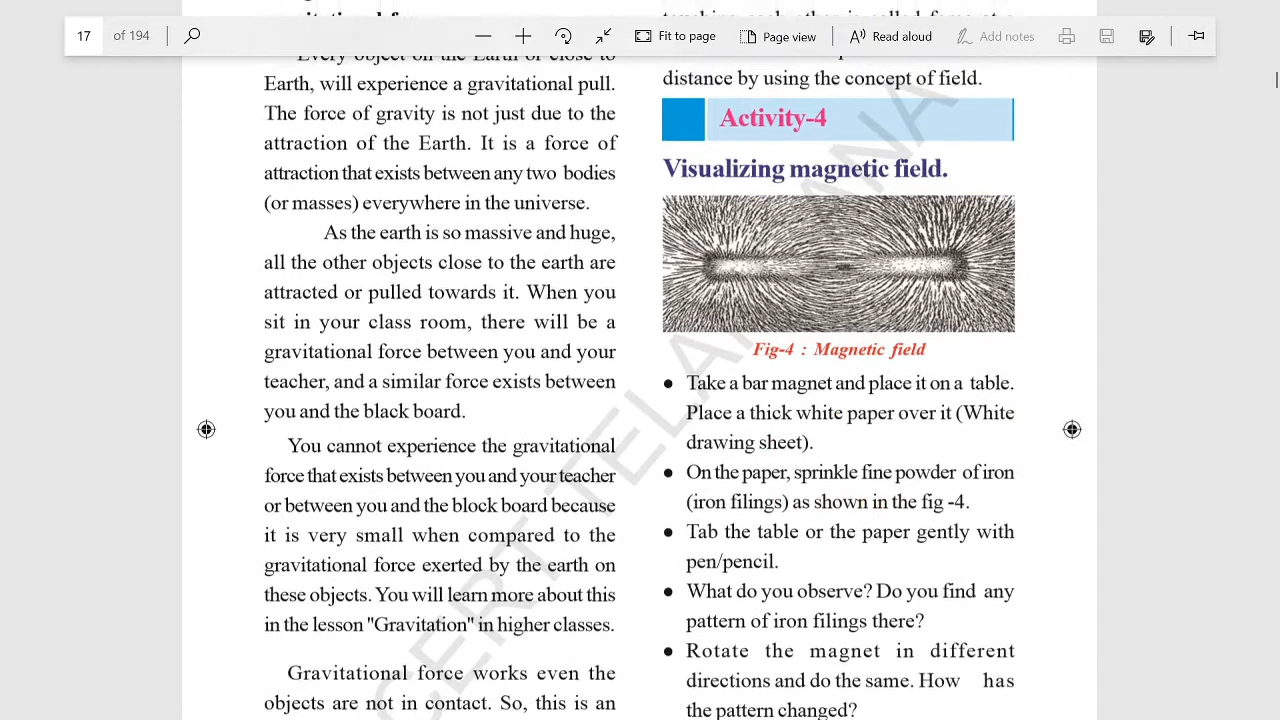 17 of 194 Fit to page Page view Read aloud Add notes
Every object on the Earth or close to
Earth, will experience a gravitational pull.
The force of gravity is not just due to the
attraction of the Earth. It is a force of
attraction that exists between any two bodies
(or masses) everywhere in the universe.
As the earth is so massive and huge,
all the other objects close to the earth are
attracted or pulled towards it. When you
sit in your class room, there will be a
gravitational force between you and your
teacher, and a similar force exists between
you and the black board.
You cannot experience the gravitational
force that exists between you and your teacher
or between you and the block board because
it is very small when compared to the
gravitational force exerted by the earth on
these objects. You will learn more about this
in the lesson "Gravitation" in higher classes.
Gravitational force works even the
objects are not in contact. So, this is an
distance by using the concept of field.
Activity-4
Visualizing magnetic field.
Fig-4 : Magnetic field
● Take a bar magnet and place it on a table.
Place a thick white paper over it (White
drawing sheet).
● On the paper, sprinkle fine powder of iron
(iron filings) as shown in the fig -4.
● Tab the table or the paper gently with
pen/pencil.
● What do you observe? Do you find any
pattern of iron filings there?
● Rotate the magnet in different
directions and do the same. How has
the pattern changed?
CERT TELANGANA